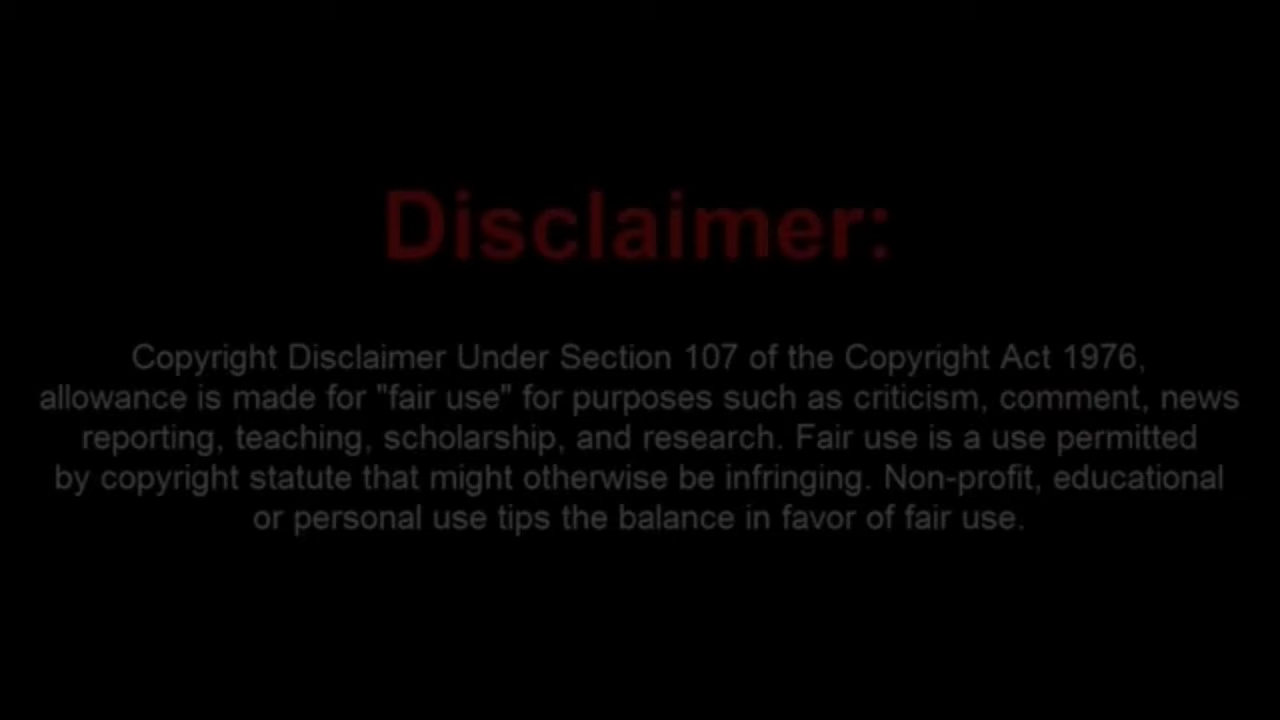 Disclaimer:
Copyright Disclaimer Under Section 107 of the Copyright Act 1976,
allowance is made for "fair use" for purposes such as criticism, comment, news
reporting, teaching, scholarship, and research. Fair use is a use permitted
by copyright statute that might otherwise be infringing. Non-profit, educational
or personal use tips the balance in favor of fair use.